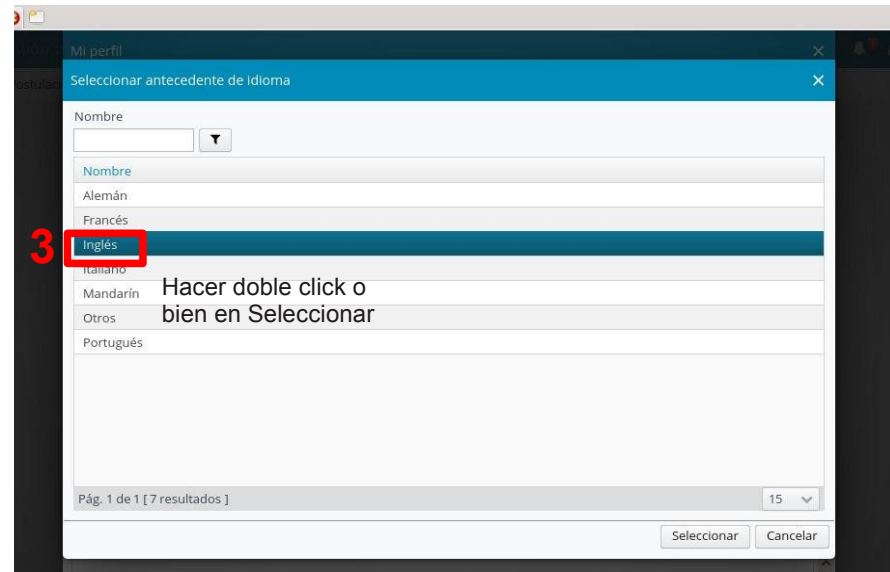 Mi perfil
Seleccionar antecedente de idioma
Nombre
Nombre
Alemán
Francés
3
Inglés
Italiano
Mandarín
Hacer doble click o
Otros
bien en Seleccionar
Portugués
Pág. 1 de 1 [ 7 resultados ]
15
Seleccionar
Cancelar